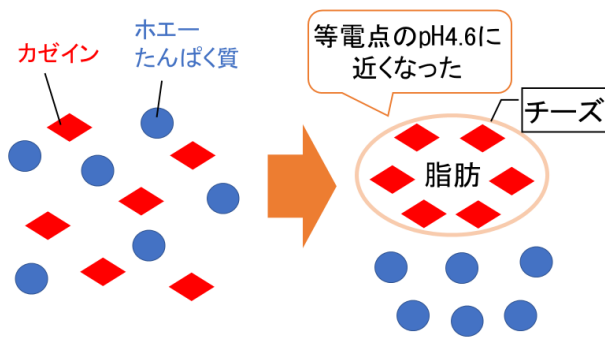 カゼイン
ホエー
たんぱく質
等電点のpH4.6に
近くなった
チーズ
脂肪